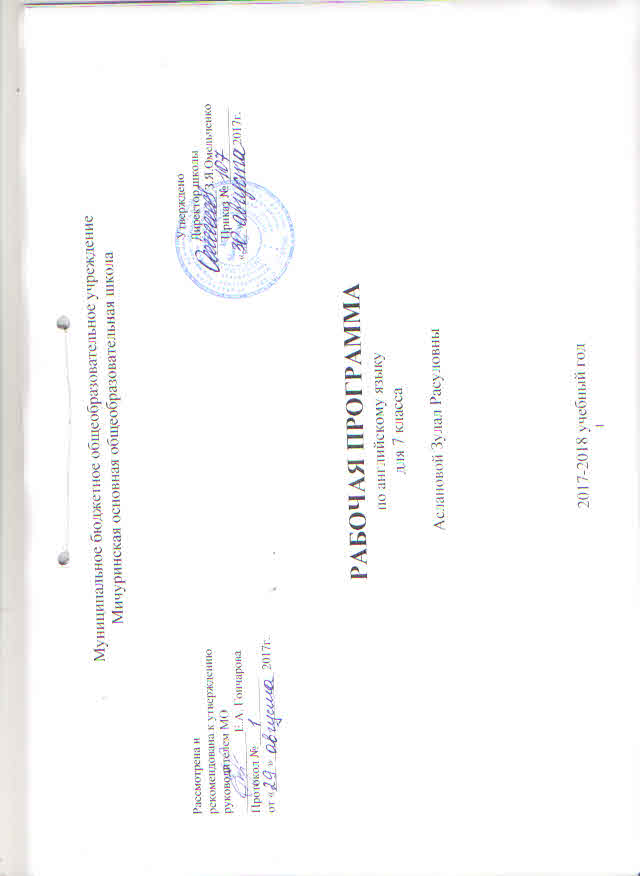 Муниципальное бюджетное общеобразовательное учреждение
Мичуринская основная общеобразовательная школа
Рассмотрена и
рекомендована к утверждению
руководителем МО
Е.А. Гончарова
Протокол № 1
от «29» августа 2017г.
Утверждено
Директор школы
З.Я.Омельченко
Приказ № 107
«30» августа 2017г.
РАБОЧАЯ ПРОГРАММА
по английскому языку
для 7 класса
Аслановой Зулал Расуловны
2017-2018 учебный год
1